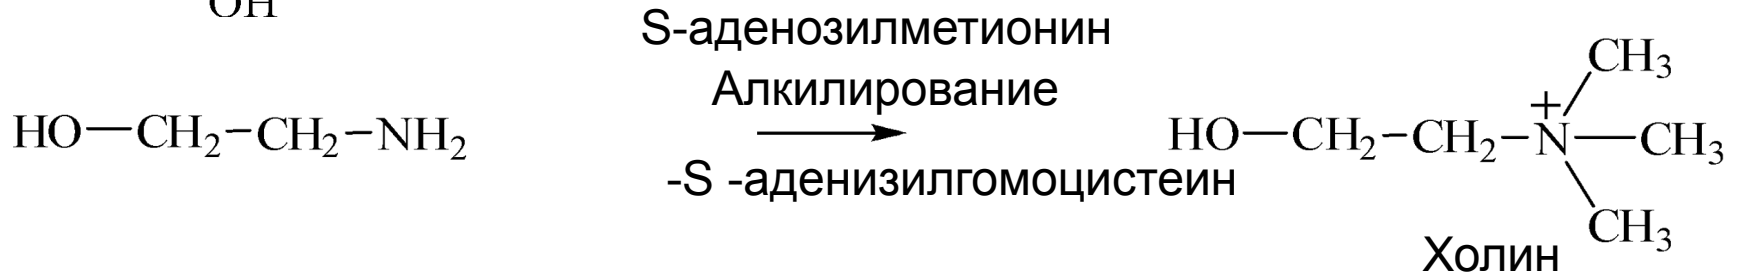 OH
S-аденозилметионин
Алкилирование
HO—CH₂–CH₂–NH₂
HO—CH₂–CH₂–N⁺—CH₃
CH₃
CH₃
-S -аденизилгомоцистеин
Холин